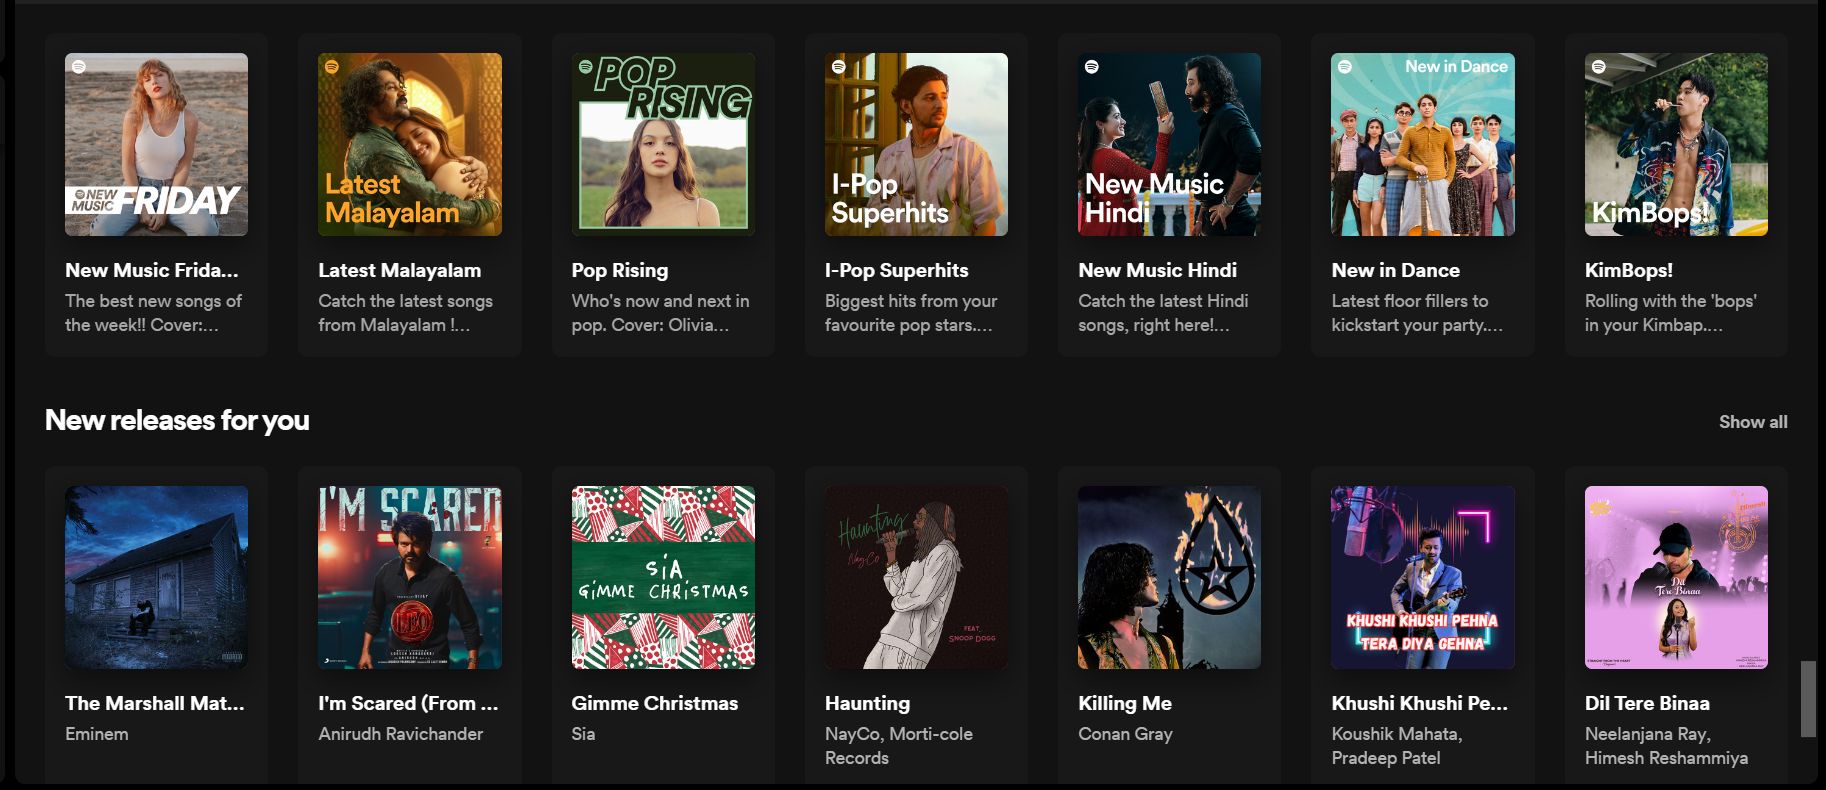 NEW MUSIC FRIDAY
Latest
Malayalam
POP
RISING
I-Pop
Superhits
New Music
Hindi
New in Dance
KimBops!
New Music Frida...
The best new songs of
the week!! Cover:...
Latest Malayalam
Catch the latest songs
from Malayalam !...
Pop Rising
Who's now and next in
pop. Cover: Olivia...
I-Pop Superhits
Biggest hits from your
favourite pop stars....
New Music Hindi
Catch the latest Hindi
songs, right here!...
New in Dance
Latest floor fillers to
kickstart your party....
KimBops!
Rolling with the 'bops'
in your Kimbap....
New releases for you
Show all
I'M SCARED
LEO
SiA
GiMME CHRiSTMAS
Haunting
NayCo
FEAT.
SNOOP DOGG
KHUSHI KHUSHI PEHNA
TERA DIYA GEHNA
Himesh
Dil
Tere Binaa
The Marshall Mat...
Eminem
I'm Scared (From ...
Anirudh Ravichander
Gimme Christmas
Sia
Haunting
NayCo, Morti-cole
Records
Killing Me
Conan Gray
Khushi Khushi Pe...
Koushik Mahata,
Pradeep Patel
Dil Tere Binaa
Neelanjana Ray,
Himesh Reshammiya